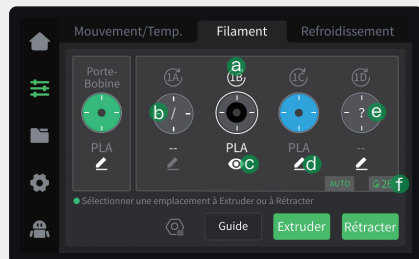 Mouvement/Temp. Filament Refroidissement
Porte-
Bobine
1A 1B 1C 1D
a
b / ? e
PLA -- PLA PLA --
c d
AUTO 2E f
Sélectionner une emplacement à Extruder ou à Rétracter
Guide Extruder Rétracter